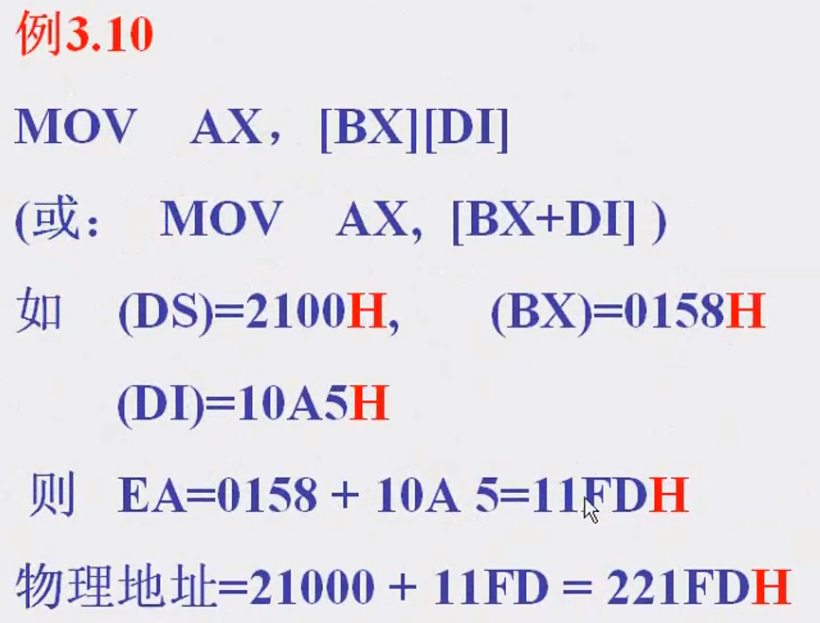 例3.10
MOV AX，[BX][DI]
(或： MOV AX, [BX+DI] )
如 (DS)=2100H, (BX)=0158H
(DI)=10A5H
则 EA=0158 + 10A 5=11FDH
物理地址=21000 + 11FD = 221FDH